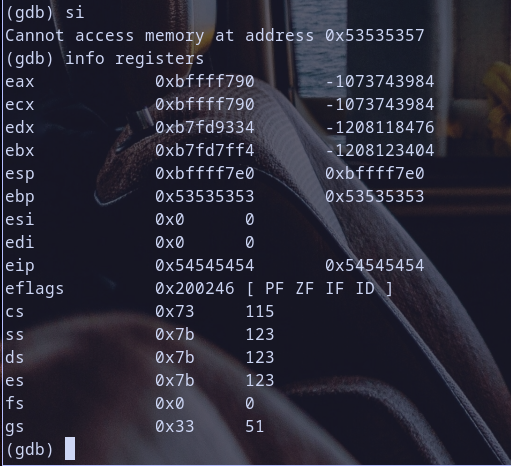 (gdb) si
Cannot access memory at address 0x53535357
(gdb) info registers
eax 0xbffff790 -1073743984
ecx 0xbffff790 -1073743984
edx 0xb7fd9334 -1208118476
ebx 0xb7fd7ff4 -1208123404
esp 0xbffff7e0 0xbffff7e0
ebp 0x53535353 0x53535353
esi 0x0 0
edi 0x0 0
eip 0x54545454 0x54545454
eflags 0x200246 [ PF ZF IF ID ]
cs 0x73 115
ss 0x7b 123
ds 0x7b 123
es 0x7b 123
fs 0x0 0
gs 0x33 51
(gdb)